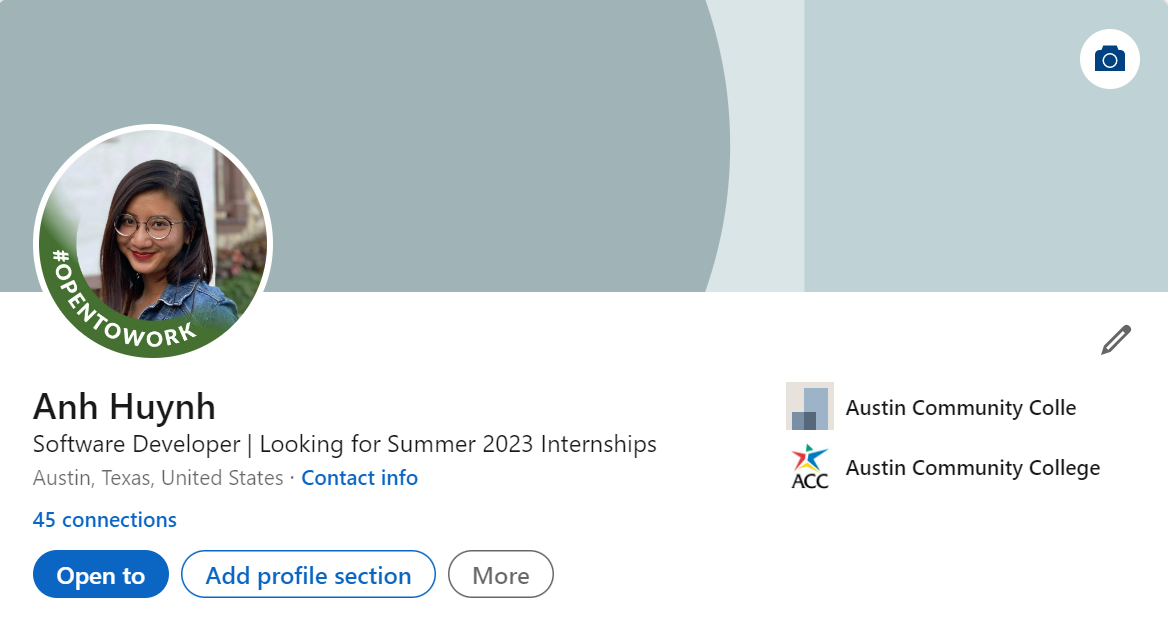 #OPENTOWORK
Anh Huynh
Software Developer | Looking for Summer 2023 Internships
Austin, Texas, United States · Contact info
45 connections
Open to
Add profile section
More
Austin Community Colle
ACC
Austin Community College